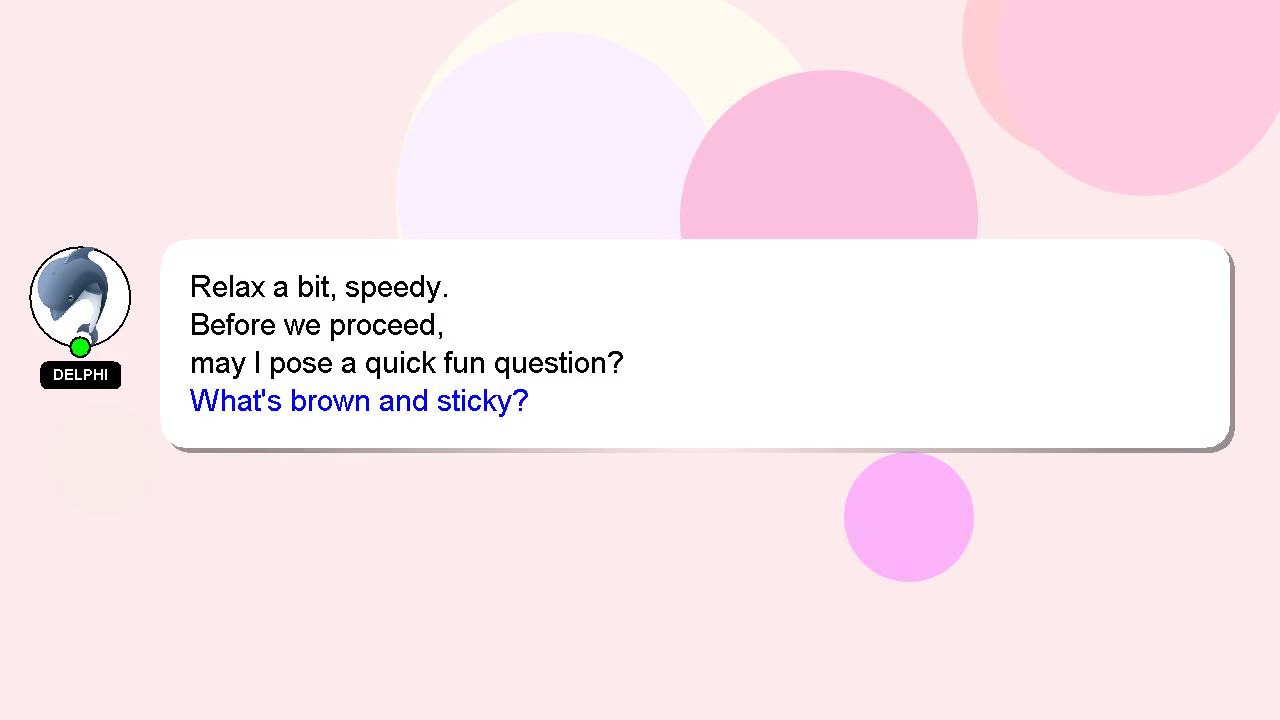 Relax a bit, speedy.
Before we proceed,
may I pose a quick fun question?
What's brown and sticky?
DELPHI